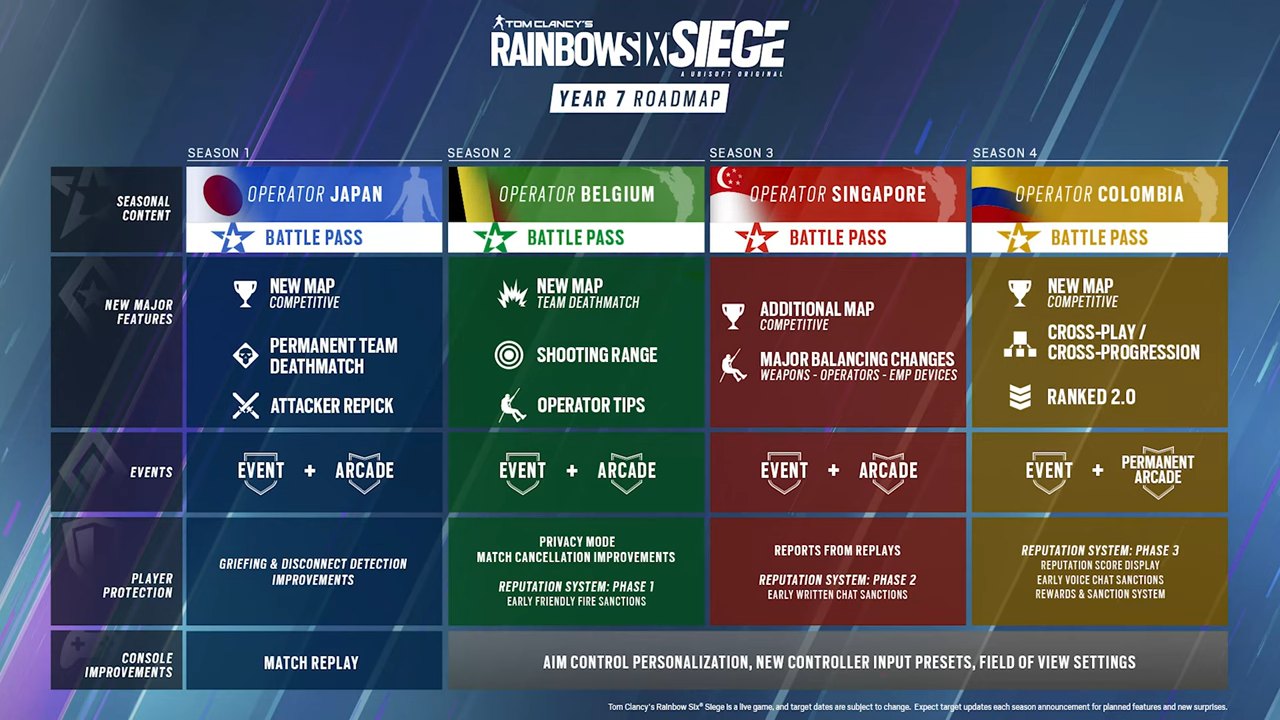 TOM CLANCY'S
RAINBOWSIX SIEGE
A UBISOFT ORIGINAL
YEAR 7 ROADMAP
SEASON 1
SEASON 2
SEASON 3
SEASON 4
SEASONAL
CONTENT
OPERATOR JAPAN
OPERATOR BELGIUM
OPERATOR SINGAPORE
OPERATOR COLOMBIA
BATTLE PASS
BATTLE PASS
BATTLE PASS
BATTLE PASS
NEW MAJOR
FEATURES
NEW MAP
COMPETITIVE
PERMANENT TEAM
DEATHMATCH
ATTACKER REPICK
NEW MAP
TEAM DEATHMATCH
SHOOTING RANGE
OPERATOR TIPS
ADDITIONAL MAP
COMPETITIVE
MAJOR BALANCING CHANGES
WEAPONS - OPERATORS - EMP DEVICES
NEW MAP
COMPETITIVE
CROSS-PLAY /
CROSS-PROGRESSION
RANKED 2.0
EVENTS
EVENT + ARCADE
EVENT + ARCADE
EVENT + ARCADE
EVENT + PERMANENT
ARCADE
PLAYER
PROTECTION
GRIEFING & DISCONNECT DETECTION
IMPROVEMENTS
PRIVACY MODE
MATCH CANCELLATION IMPROVEMENTS
REPUTATION SYSTEM: PHASE 1
EARLY FRIENDLY FIRE SANCTIONS
REPORTS FROM REPLAYS
REPUTATION SYSTEM: PHASE 2
EARLY WRITTEN CHAT SANCTIONS
REPUTATION SYSTEM: PHASE 3
REPUTATION SCORE DISPLAY
EARLY VOICE CHAT SANCTIONS
REWARDS & SANCTION SYSTEM
CONSOLE
IMPROVEMENTS
MATCH REPLAY
AIM CONTROL PERSONALIZATION, NEW CONTROLLER INPUT PRESETS, FIELD OF VIEW SETTINGS
Tom Clancy's Rainbow Six® Siege is a live game, and target dates are subject to change. Expect target updates each season announcement for planned features and new surprises.